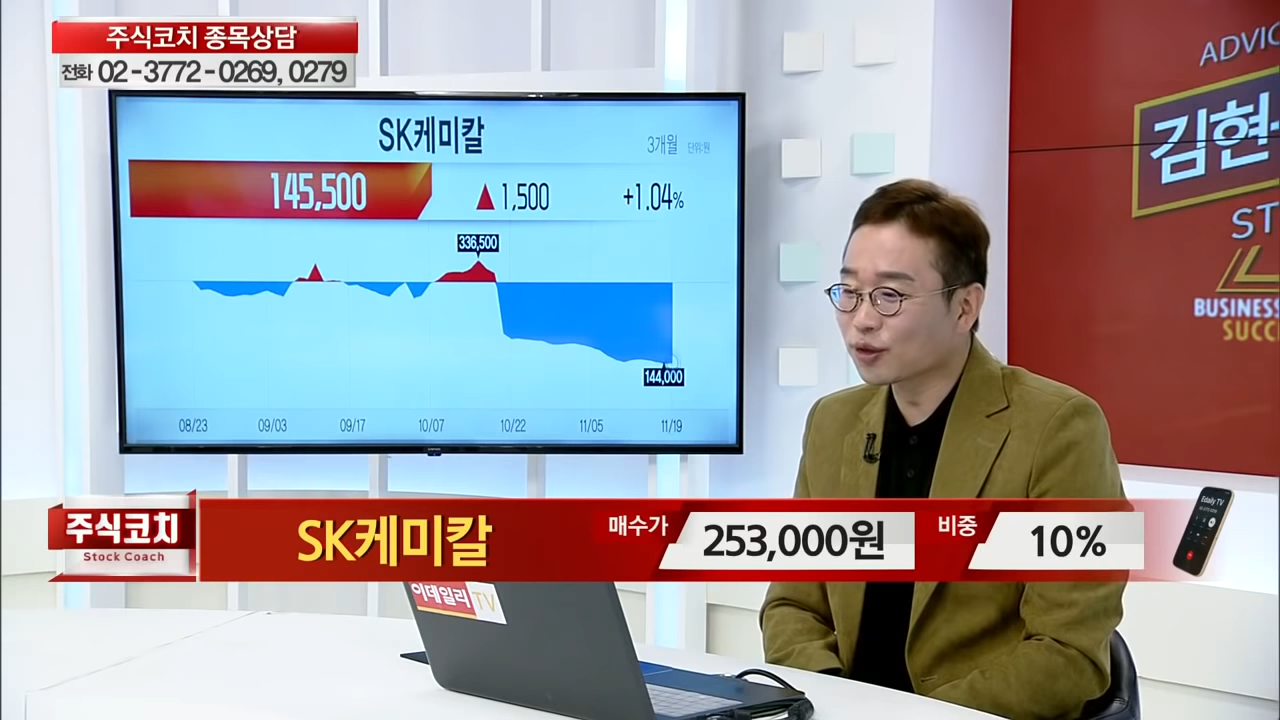 주식코치 종목상담
전화 02-3772-0269, 0279
SK케미칼
3개월 단위:원
145,500 ▲1,500 +1.04%
336,500
144,000
08/23 09/03 09/17 10/07 10/22 11/05 11/19
ADVIC
김현
ST
BUSINESS
SUCC
주식코치
Stock Coach
SK케미칼
매수가 253,000원
비중 10%
Edaily TV
이데일리TV